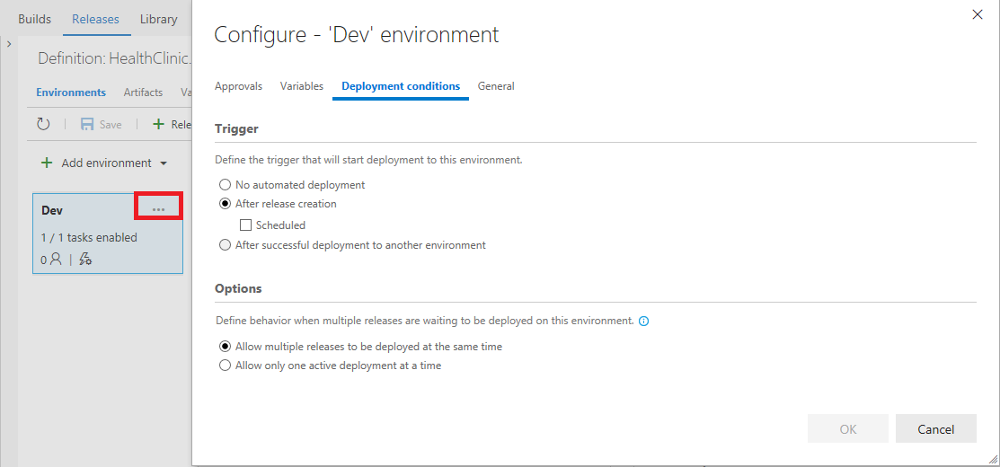 Builds Releases Library
Definition: HealthClinic.
Environments Artifacts Va
Save Rele
Add environment
Dev ...
1 / 1 tasks enabled
0 |
Configure - 'Dev' environment
Approvals Variables Deployment conditions General
Trigger
Define the trigger that will start deployment to this environment.
No automated deployment
After release creation
Scheduled
After successful deployment to another environment
Options
Define behavior when multiple releases are waiting to be deployed on this environment.
Allow multiple releases to be deployed at the same time
Allow only one active deployment at a time
OK Cancel